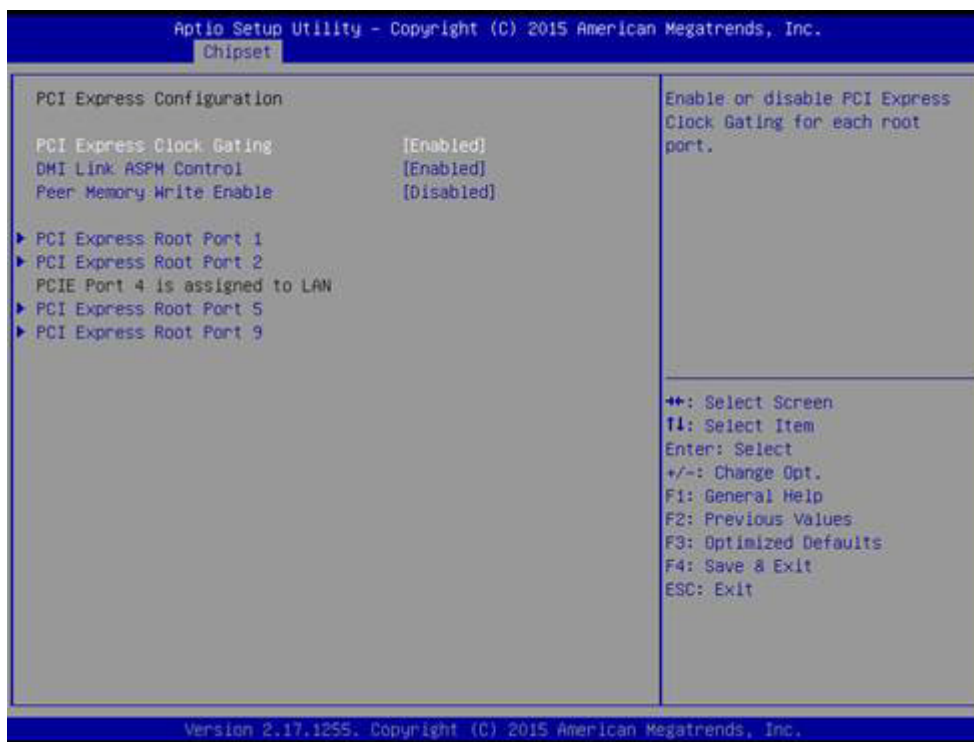 Aptio Setup Utility – Copyright (C) 2015 American Megatrends, Inc.
Chipset
PCI Express Configuration
PCI Express Clock Gating [Enabled]
DMI Link ASPM Control [Enabled]
Peer Memory Write Enable [Disabled]
PCI Express Root Port 1
PCI Express Root Port 2
PCIE Port 4 is assigned to LAN
PCI Express Root Port 5
PCI Express Root Port 9
Enable or disable PCI Express
Clock Gating for each root
port.
→←: Select Screen
↑↓: Select Item
Enter: Select
+/-: Change Opt.
F1: General Help
F2: Previous Values
F3: Optimized Defaults
F4: Save & Exit
ESC: Exit
Version 2.17.1255. Copyright (C) 2015 American Megatrends, Inc.